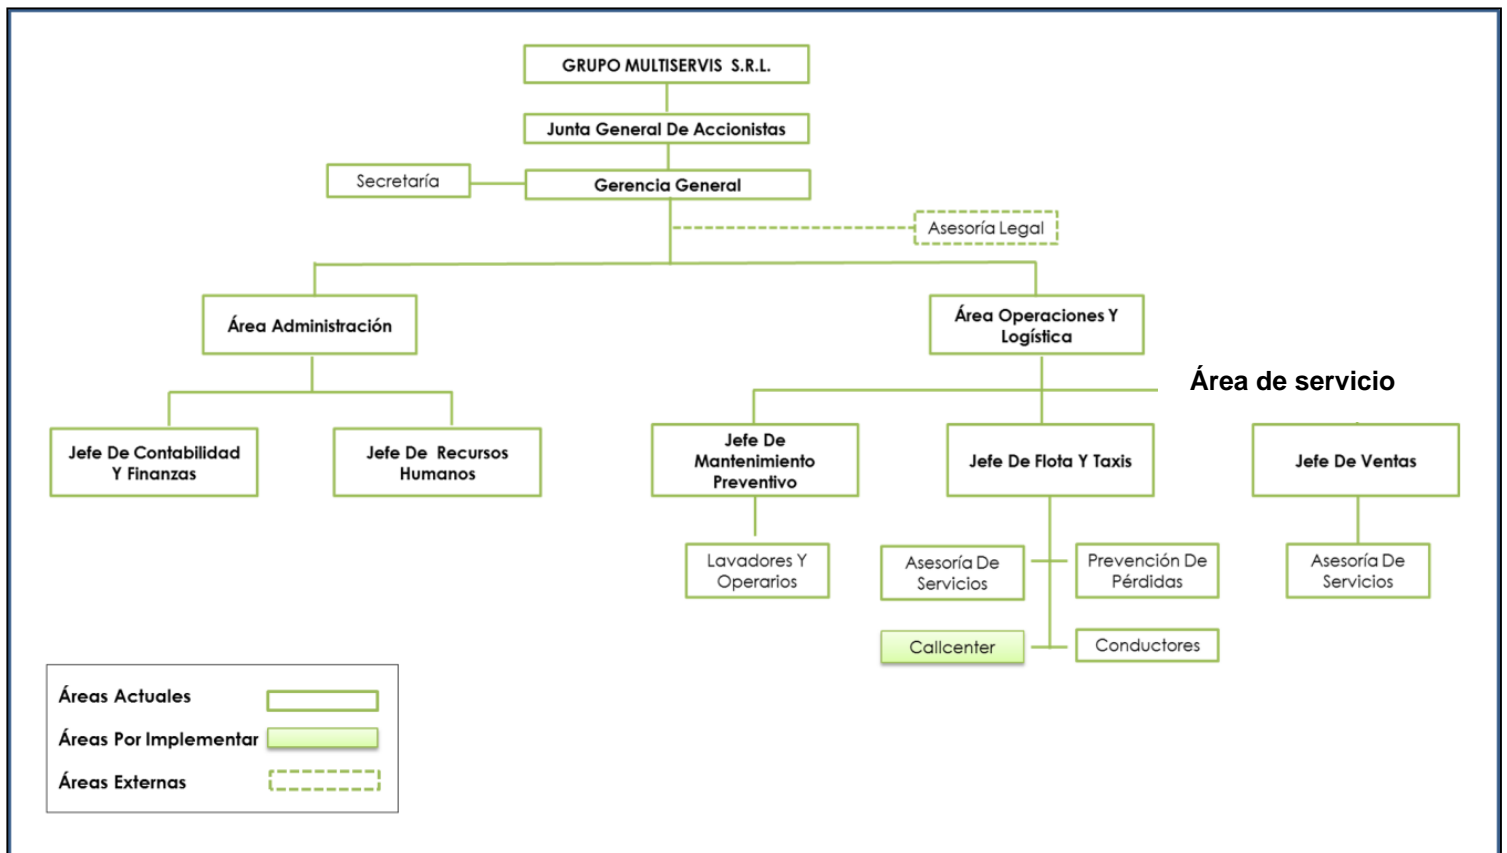 GRUPO MULTISERVIS S.R.L.
Junta General De Accionistas
Secretaría
Gerencia General
Asesoría Legal
Área Administración
Área Operaciones Y
Logística
Área de servicio
Jefe De Contabilidad
Y Finanzas
Jefe De Recursos
Humanos
Jefe De
Mantenimiento
Preventivo
Jefe De Flota Y Taxis
Jefe De Ventas
Lavadores Y
Operarios
Asesoría De
Servicios
Prevención De
Pérdidas
Asesoría De
Servicios
Callcenter
Conductores
Áreas Actuales
Áreas Por Implementar
Áreas Externas